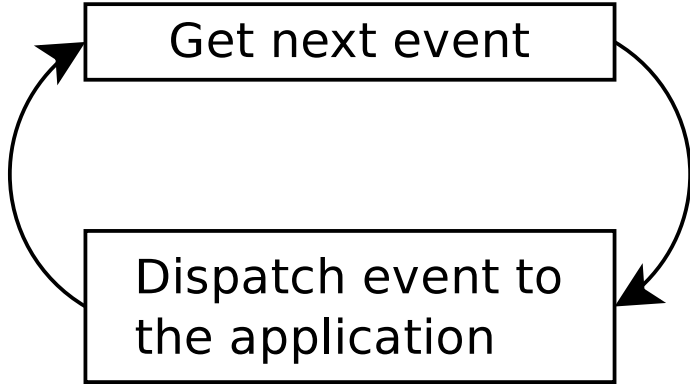 Get next event
Dispatch event to
the application